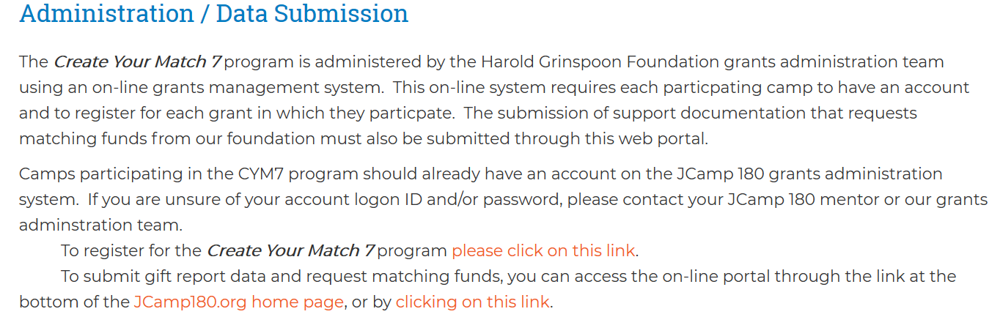 Administration / Data Submission
The Create Your Match 7 program is administered by the Harold Grinspoon Foundation grants administration team
using an on-line grants management system.  This on-line system requires each particpating camp to have an account
and to register for each grant in which they particpate.  The submission of support documentation that requests
matching funds from our foundation must also be submitted through this web portal.
Camps participating in the CYM7 program should already have an account on the JCamp 180 grants administration
system.  If you are unsure of your account logon ID and/or password, please contact your JCamp 180 mentor or our grants
adminstration team.
To register for the Create Your Match 7 program please click on this link.
To submit gift report data and request matching funds, you can access the on-line portal through the link at the
bottom of the JCamp180.org home page, or by clicking on this link.